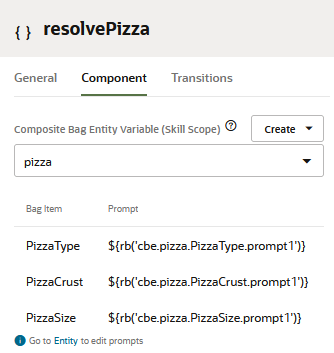 { } resolvePizza
General Component Transitions
Composite Bag Entity Variable (Skill Scope) ? Create
pizza
Bag Item Prompt
PizzaType ${rb('cbe.pizza.PizzaType.prompt1')}
PizzaCrust ${rb('cbe.pizza.PizzaCrust.prompt1')}
PizzaSize ${rb('cbe.pizza.PizzaSize.prompt1')}
i Go to Entity to edit prompts